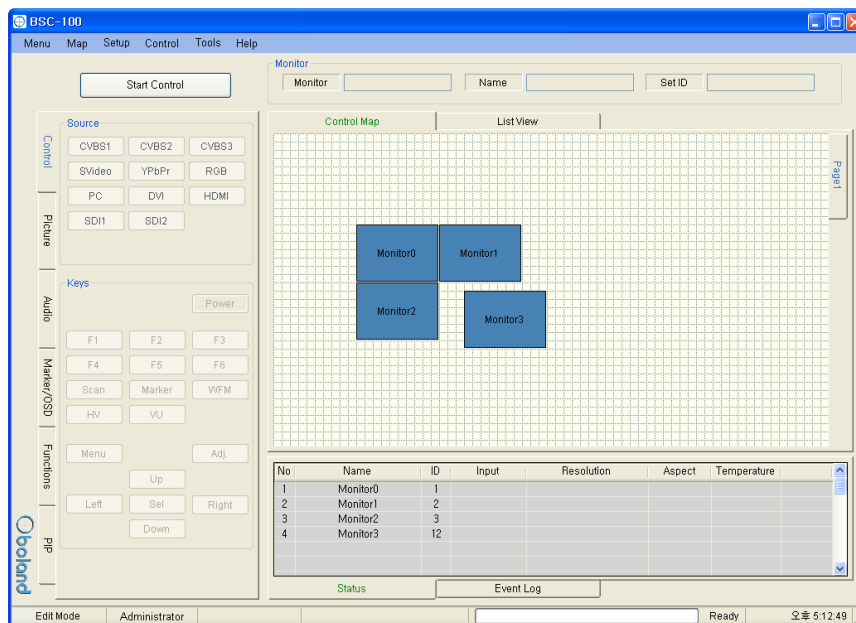 BSC-100
Menu Map Setup Control Tools Help
Start Control
Monitor
Monitor Name Set ID
Control
Picture
Audio
Marker/OSD
Functions
PIP
boland
Source
CVBS1 CVBS2 CVBS3
SVideo YPbPr RGB
PC DVI HDMI
SDI1 SDI2
Keys
Power
F1 F2 F3
F4 F5 F6
Scan Marker WFM
HV VU
Menu Adj.
Up
Left Sel Right
Down
Control Map List View
Page1
Monitor0 Monitor1
Monitor2 Monitor3
No Name ID Input Resolution Aspect Temperature
1 Monitor0 1
2 Monitor1 2
3 Monitor2 3
4 Monitor3 12
Status Event Log
Edit Mode Administrator Ready 오후 5:12:49